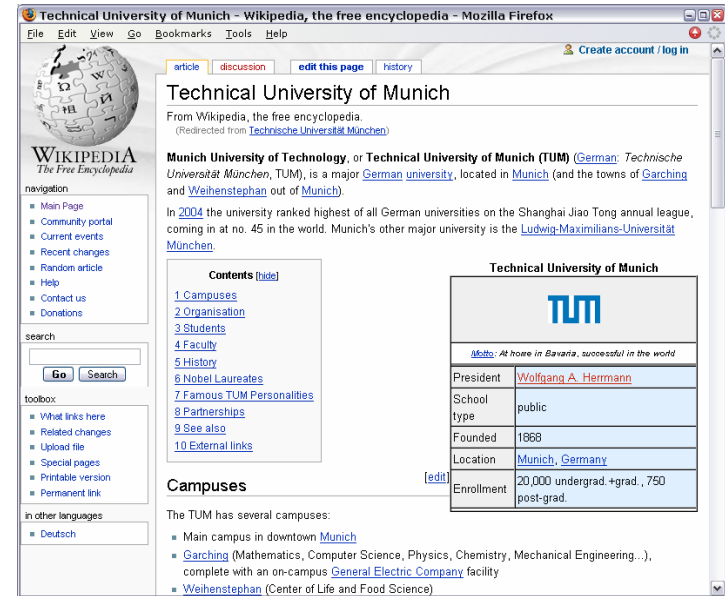 Technical University of Munich - Wikipedia, the free encyclopedia - Mozilla Firefox
File Edit View Go Bookmarks Tools Help
Create account / log in
article discussion edit this page history
WIKIPEDIA
The Free Encyclopedia
navigation
Main Page
Community portal
Current events
Recent changes
Random article
Help
Contact us
Donations
search
Go Search
toolbox
What links here
Related changes
Upload file
Special pages
Printable version
Permanent link
in other languages
Deutsch
Technical University of Munich
From Wikipedia, the free encyclopedia.
(Redirected from Technische Universität München)
Munich University of Technology, or Technical University of Munich (TUM) (German: Technische
Universität München, TUM), is a major German university, located in Munich (and the towns of Garching
and Weihenstephan out of Munich).
In 2004 the university ranked highest of all German universities on the Shanghai Jiao Tong annual league,
coming in at no. 45 in the world. Munich's other major university is the Ludwig-Maximilians-Universität
München.
Contents [hide]
1 Campuses
2 Organisation
3 Students
4 Faculty
5 History
6 Nobel Laureates
7 Famous TUM Personalities
8 Partnerships
9 See also
10 External links
Technical University of Munich
TUM
Motto: At home in Bavaria, successful in the world
President Wolfgang A. Herrmann
School
type public
Founded 1868
Location Munich, Germany
Enrollment 20,000 undergrad.+grad., 750
post-grad.
[edit]
Campuses
The TUM has several campuses:
Main campus in downtown Munich
Garching (Mathematics, Computer Science, Physics, Chemistry, Mechanical Engineering...),
complete with an on-campus General Electric Company facility
Weihenstephan (Center of Life and Food Science)